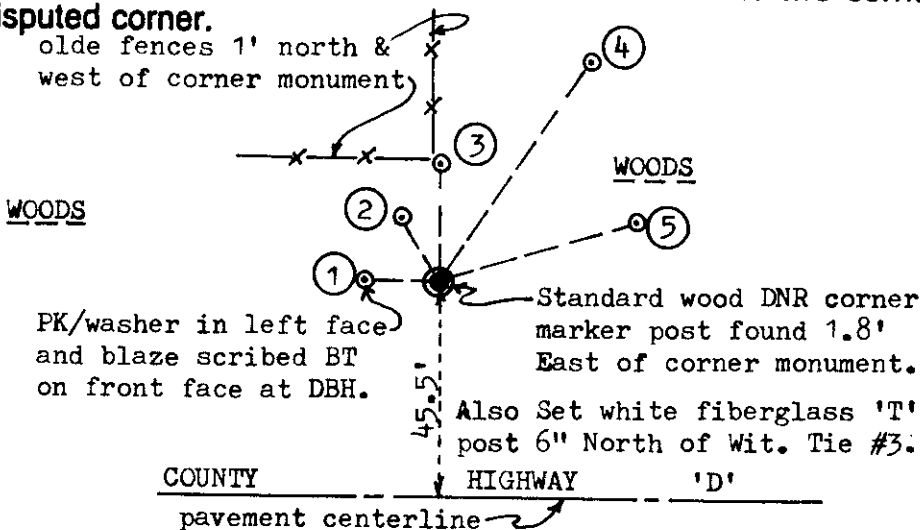 isputed corner.
olde fences 1' north &
west of corner monument
4
3
WOODS
WOODS
2
5
1
PK/washer in left face
and blaze scribed BT
on front face at DBH.
Standard wood DNR corner
marker post found 1.8'
East of corner monument.
45.5'
Also Set white fiberglass 'T'
post 6" North of Wit. Tie #3.
COUNTY HIGHWAY 'D'
pavement centerline